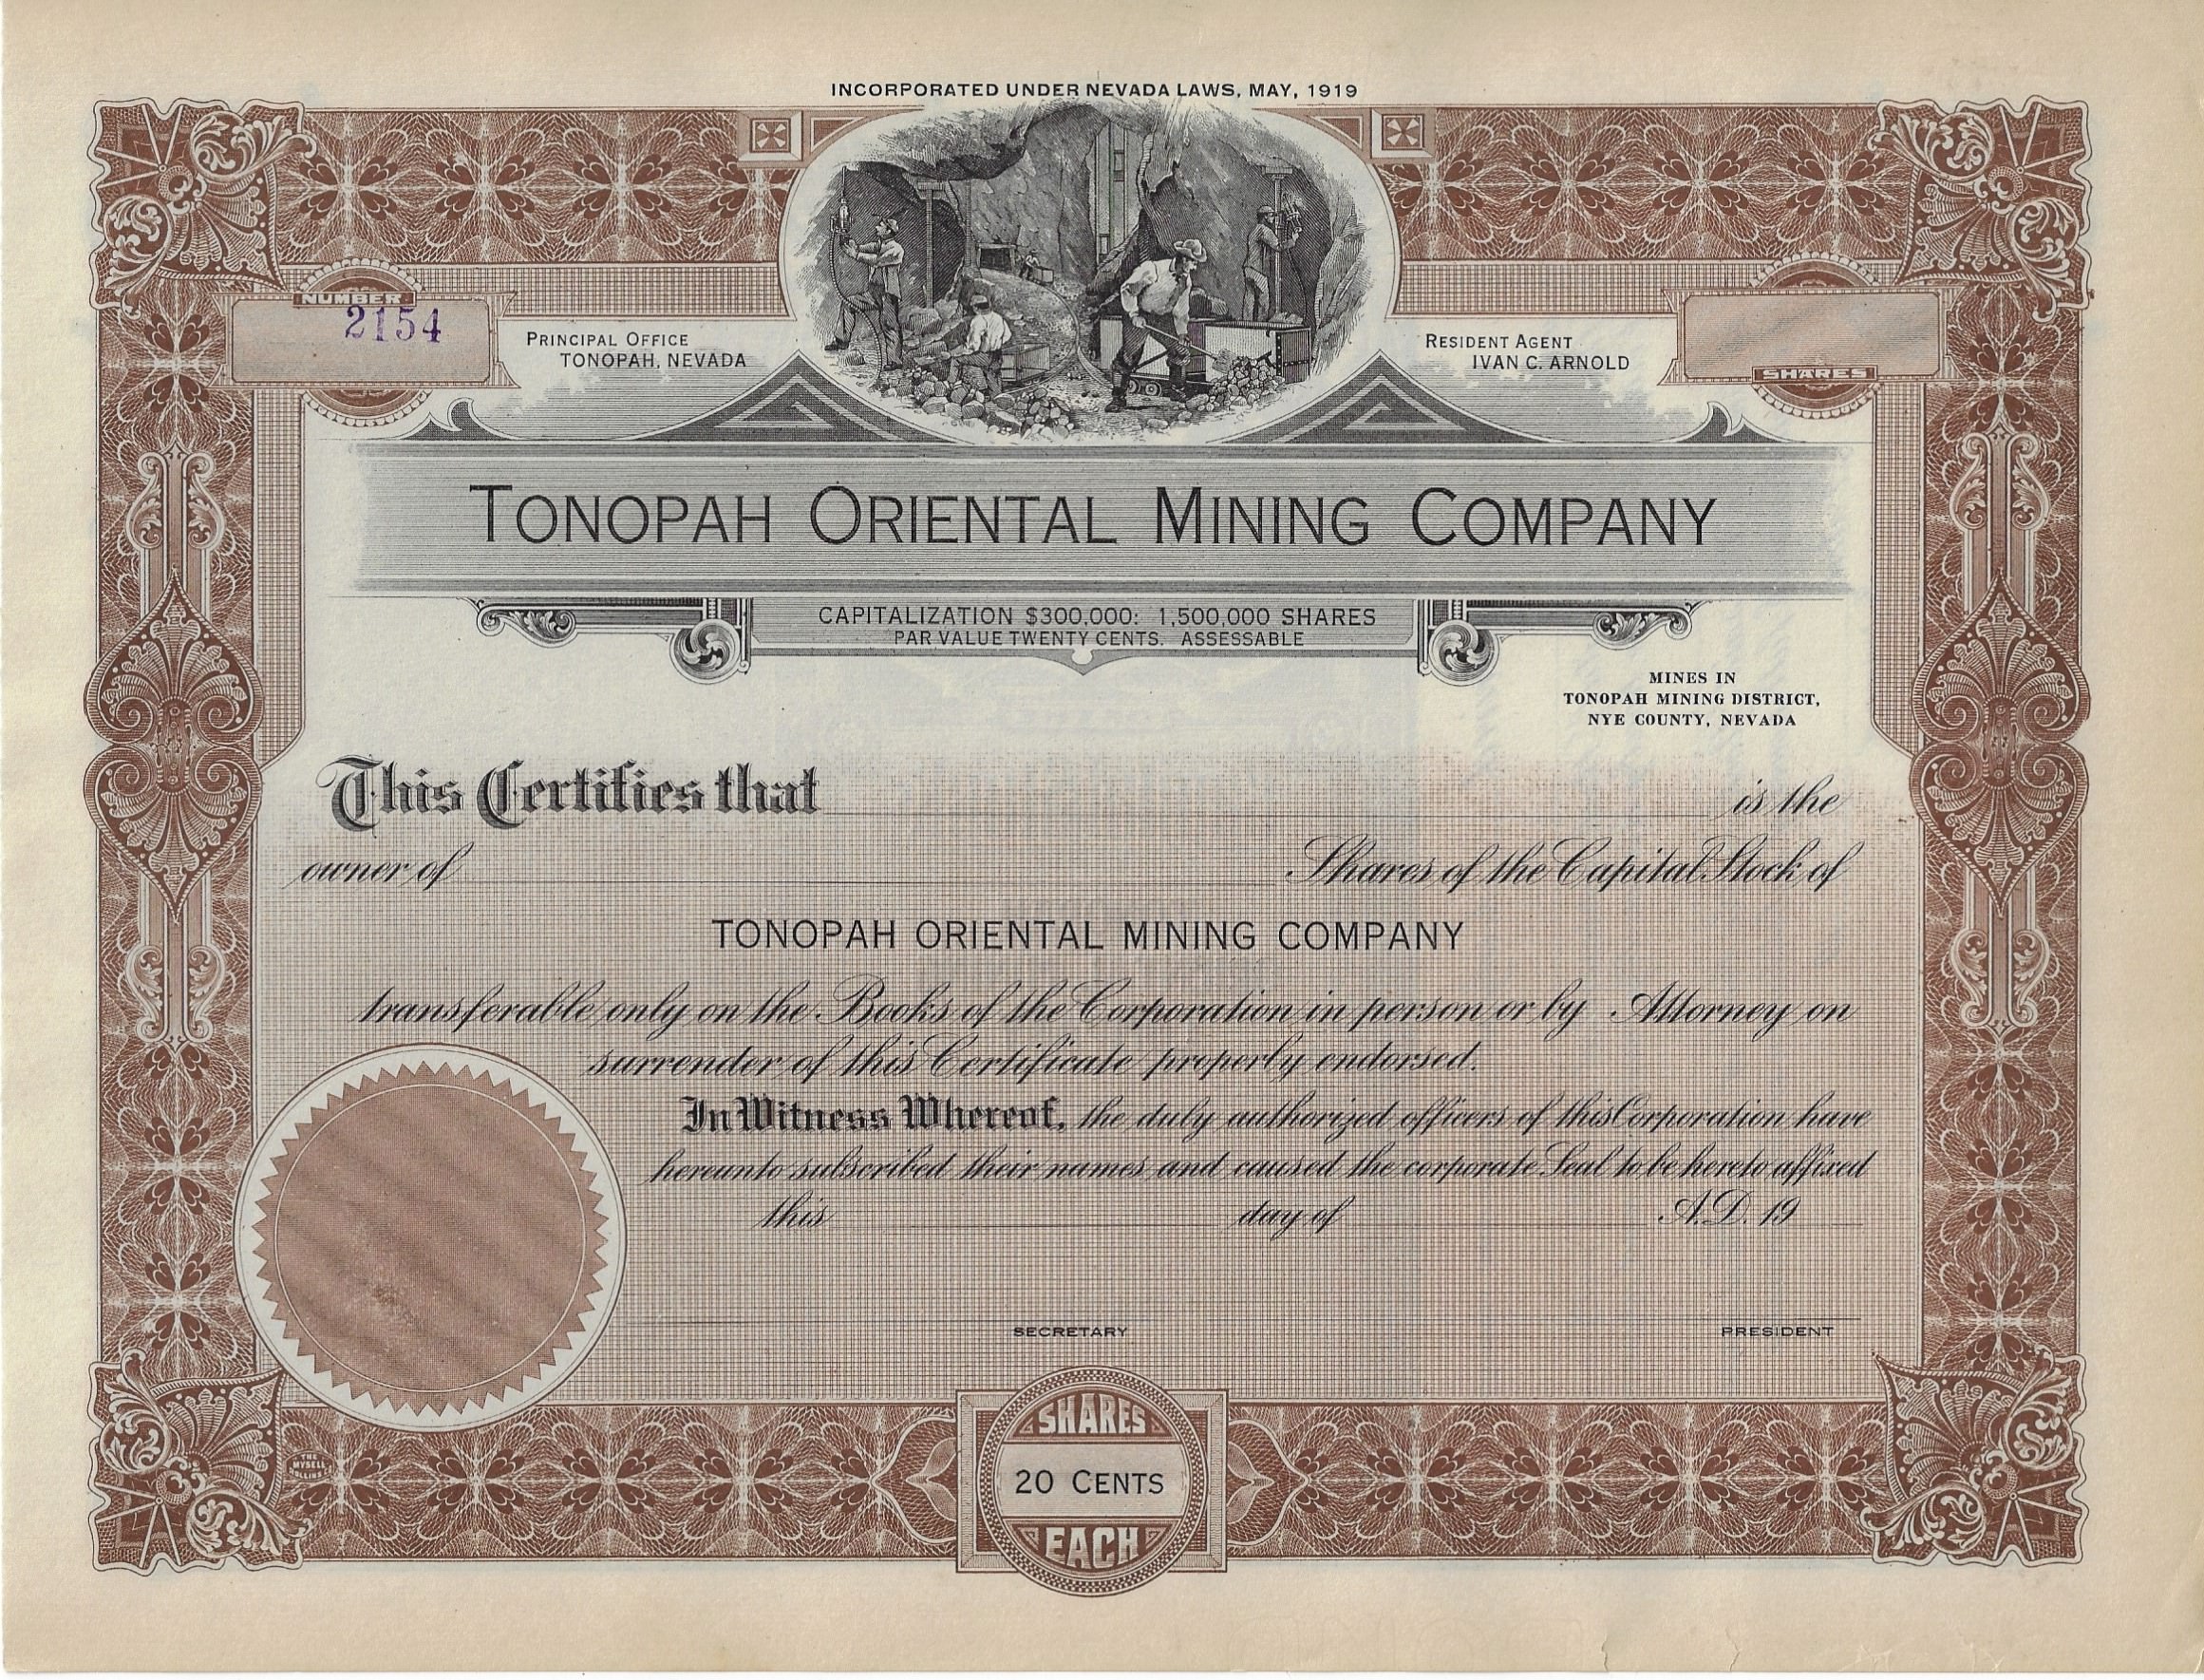 INCORPORATED UNDER NEVADA LAWS, MAY, 1919
NUMBER
2154
PRINCIPAL OFFICE
TONOPAH, NEVADA
RESIDENT AGENT
IVAN C. ARNOLD
SHARES
TONOPAH ORIENTAL MINING COMPANY
CAPITALIZATION $300,000: 1,500,000 SHARES
PAR VALUE TWENTY CENTS. ASSESSABLE
MINES IN
TONOPAH MINING DISTRICT,
NYE COUNTY, NEVADA
This Certifies that is the
owner of Shares of the Capital Stock of
TONOPAH ORIENTAL MINING COMPANY
transferable only on the Books of the Corporation in person or by Attorney on
surrender of this Certificate properly endorsed.
In Witness Whereof, the duly authorized officers of this Corporation have
hereunto subscribed their names and caused the corporate Seal to be hereto affixed
this day of A.D. 19
SECRETARY
PRESIDENT
THE
MYSELL
ROLLINS
SHARES
20 CENTS
EACH